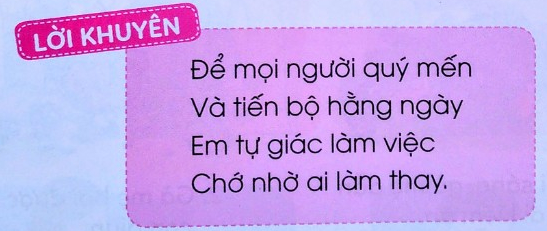 LỜI KHUYÊN
Để mọi người quý mến
Và tiến bộ hằng ngày
Em tự giác làm việc
Chớ nhờ ai làm thay.